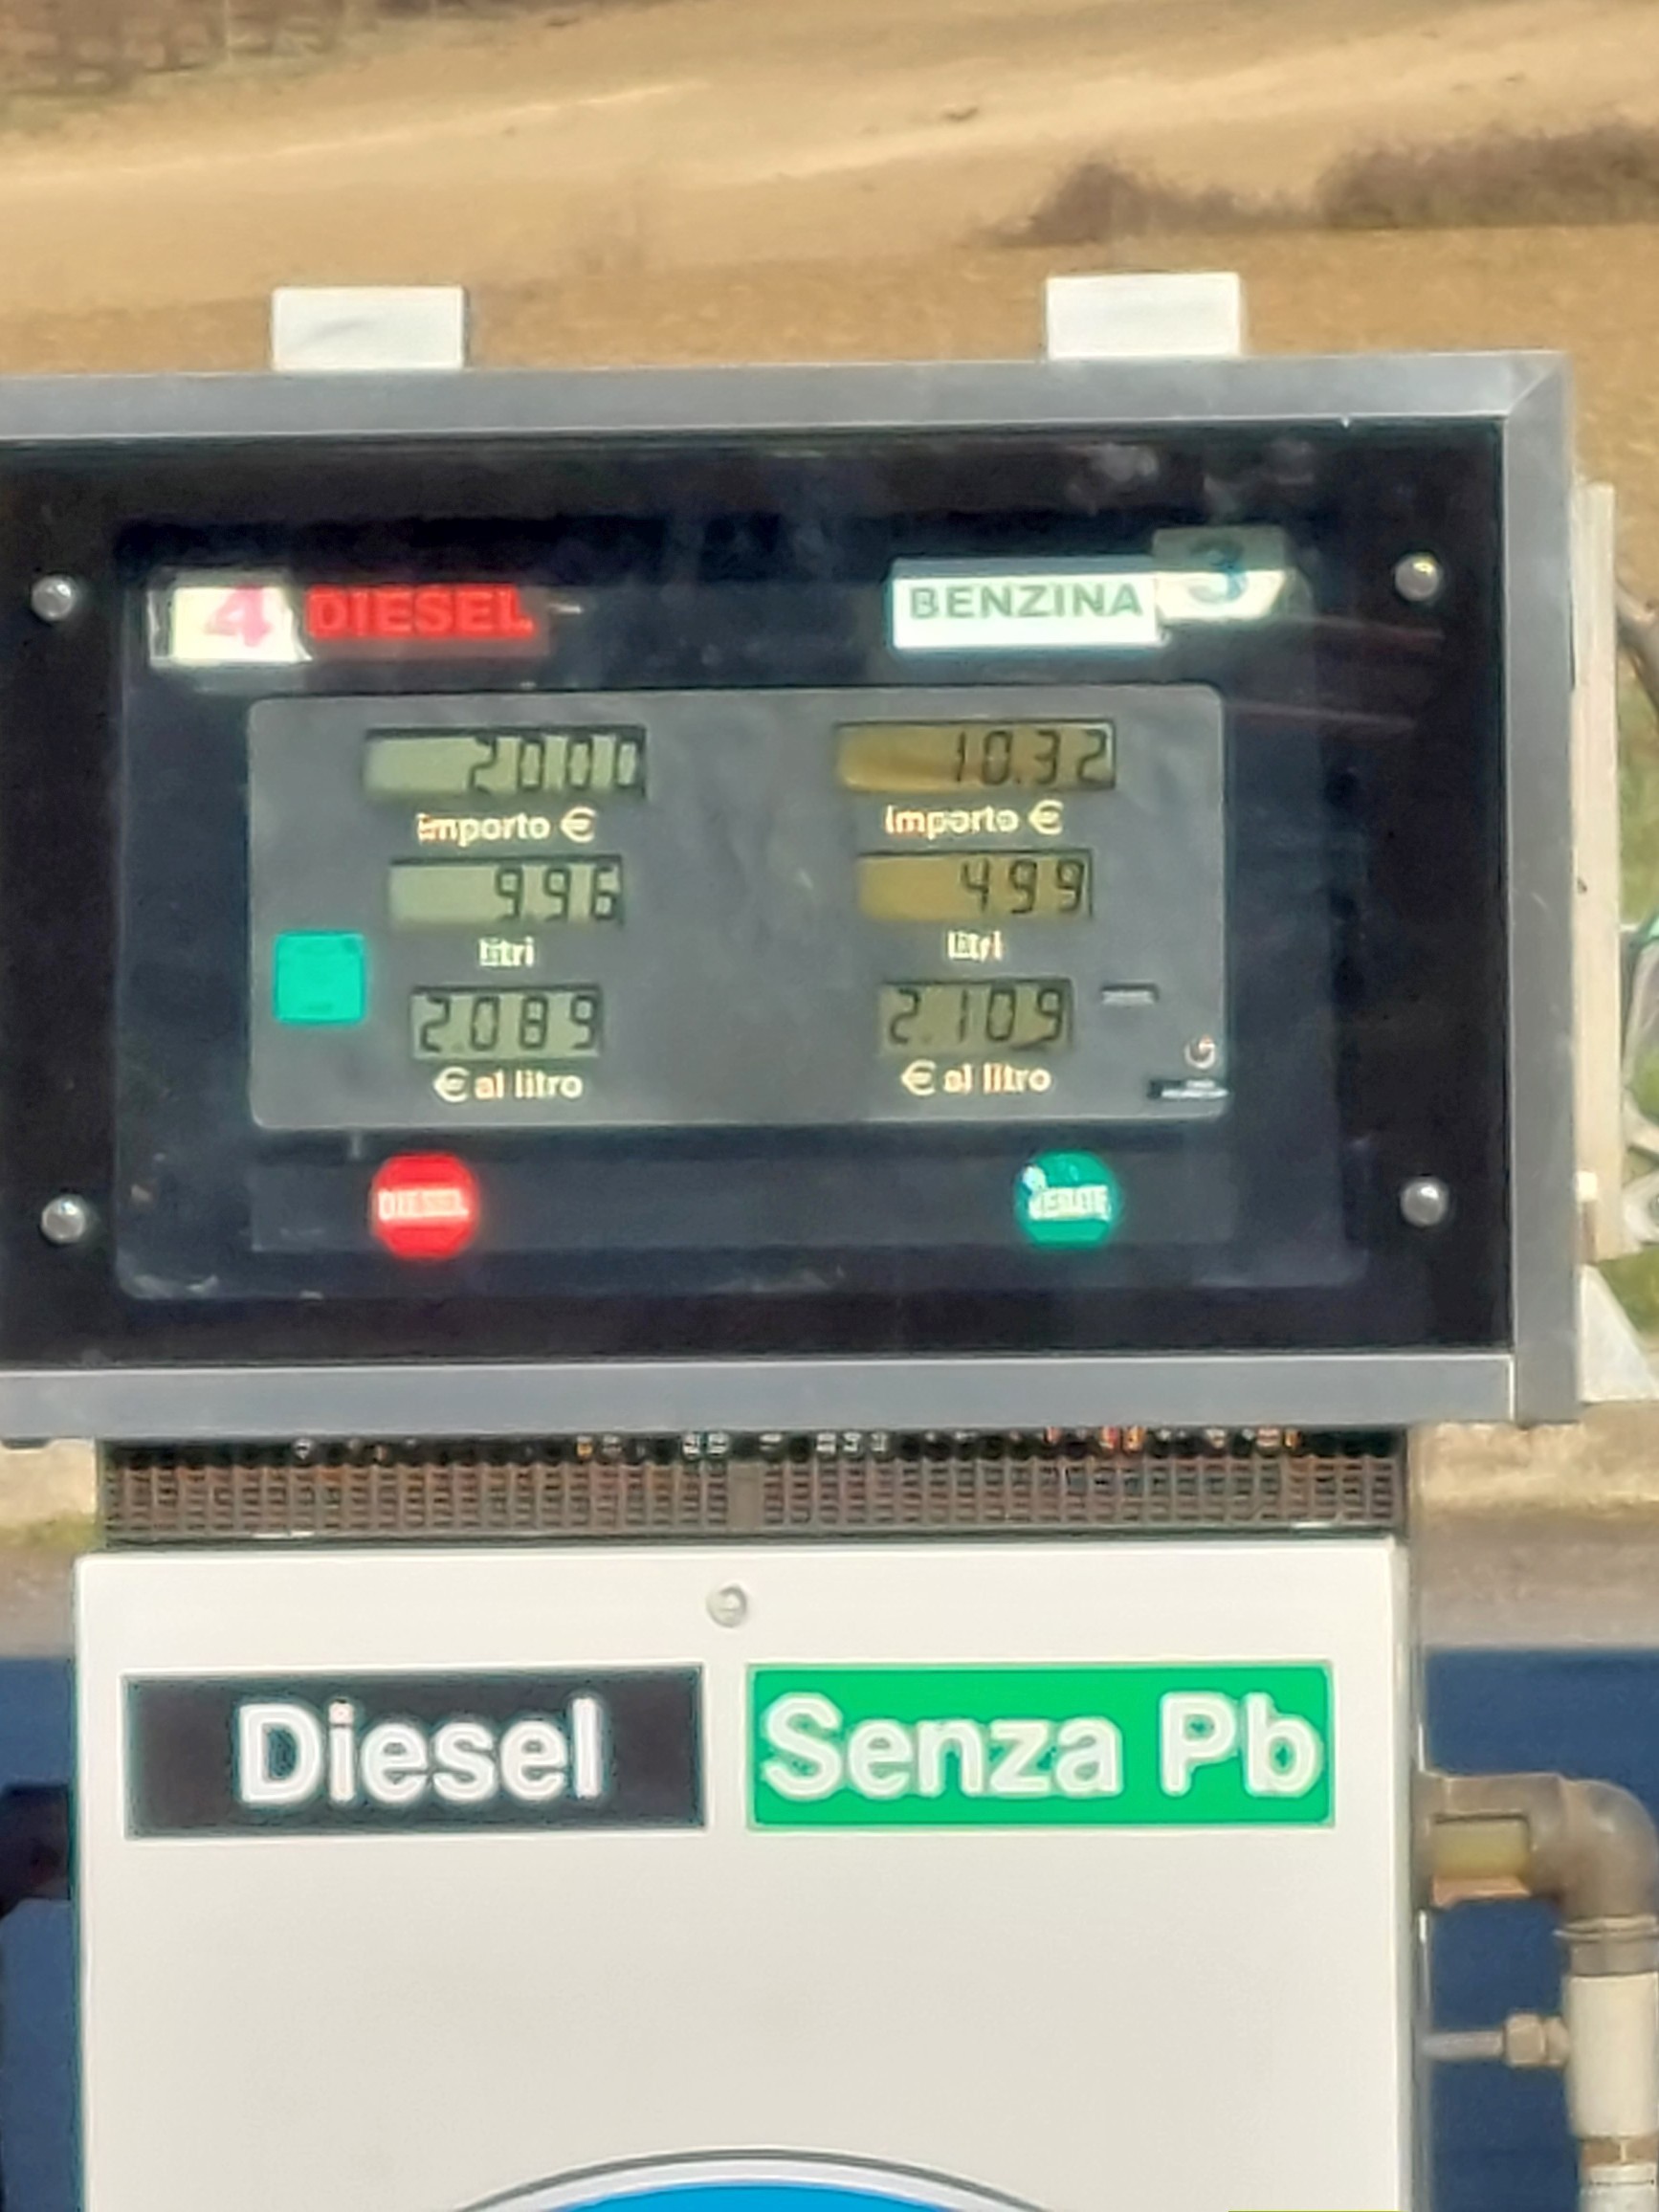 4 DIESEL
BENZINA 3
20.00
10.32
importo €
importo €
9.96
4.99
litri
litri
2.089
2.109
€ al litro
€ al litro
DIESEL
Diesel
Senza Pb